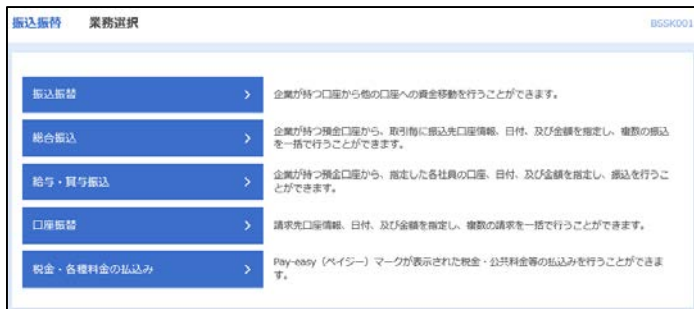 振込振替 業務選択 BSSK001
振込振替 > 企業が持つ口座から他の口座への資金移動を行うことができます。
総合振込 > 企業が持つ預金口座から、取引毎に振込先口座情報、日付、及び金額を指定し、複数の振込
を一括で行うことができます。
給与・賞与振込 > 企業が持つ預金口座から、指定した各社員の口座、日付、及び金額を指定し、振込を行うこ
とができます。
口座振替 > 請求先口座情報、日付、及び金額を指定し、複数の請求を一括で行うことができます。
税金・各種料金の払込み > Pay-easy（ペイジー）マークが表示された税金・公共料金等の払込みを行うことができま
す。